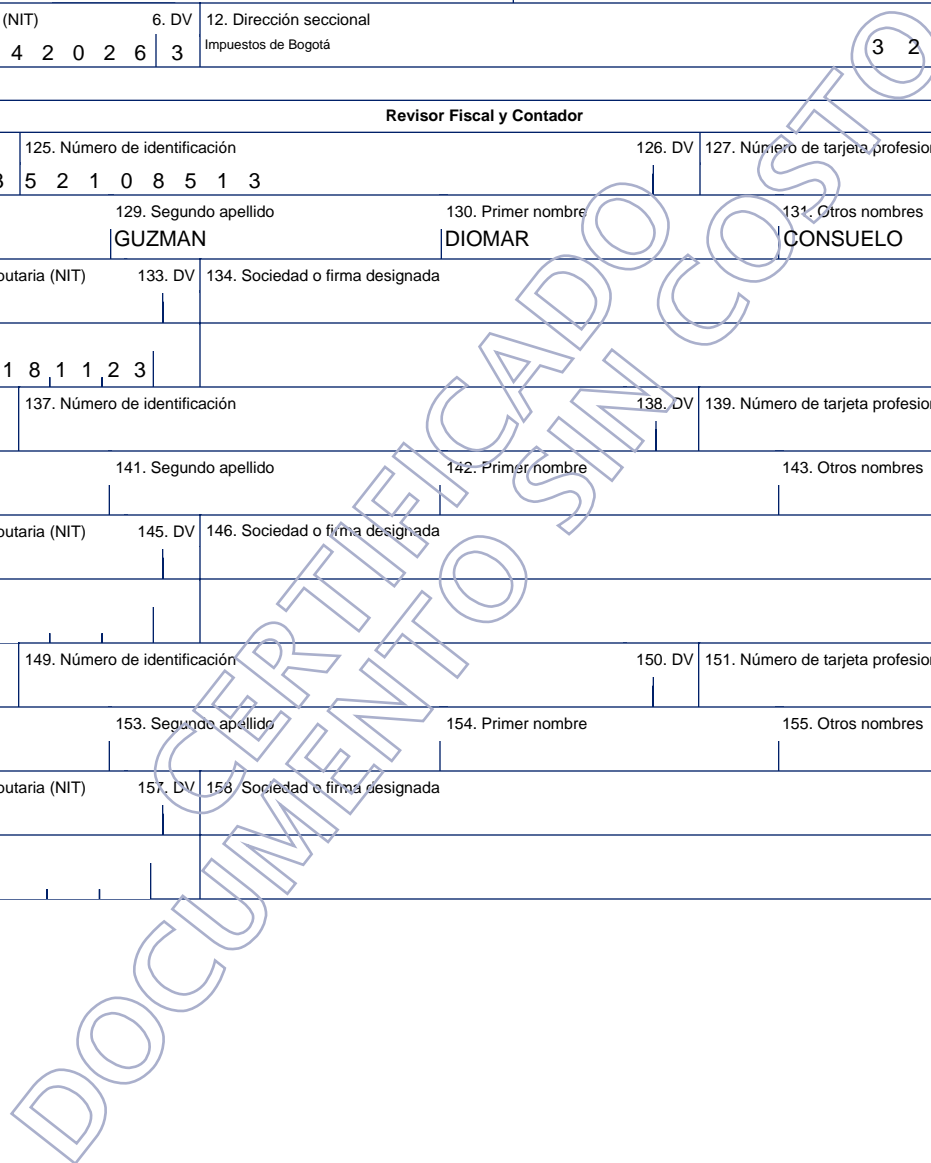 (NIT) 6. DV 12. Dirección seccional
4 2 0 2 6 3 Impuestos de Bogotá 3 2
Revisor Fiscal y Contador
125. Número de identificación 126. DV 127. Número de tarjeta profesion
5 2 1 0 8 5 1 3
129. Segundo apellido 130. Primer nombre 131. Otros nombres
GUZMAN DIOMAR CONSUELO
butaria (NIT) 133. DV 134. Sociedad o firma designada
1 8 1 1 2 3
137. Número de identificación 138. DV 139. Número de tarjeta profesion
141. Segundo apellido 142. Primer nombre 143. Otros nombres
butaria (NIT) 145. DV 146. Sociedad o firma designada
149. Número de identificación 150. DV 151. Número de tarjeta profesion
153. Segundo apellido 154. Primer nombre 155. Otros nombres
butaria (NIT) 157. DV 158. Sociedad o firma designada
CERTIFICADO
DOCUMENTO SIN COSTO